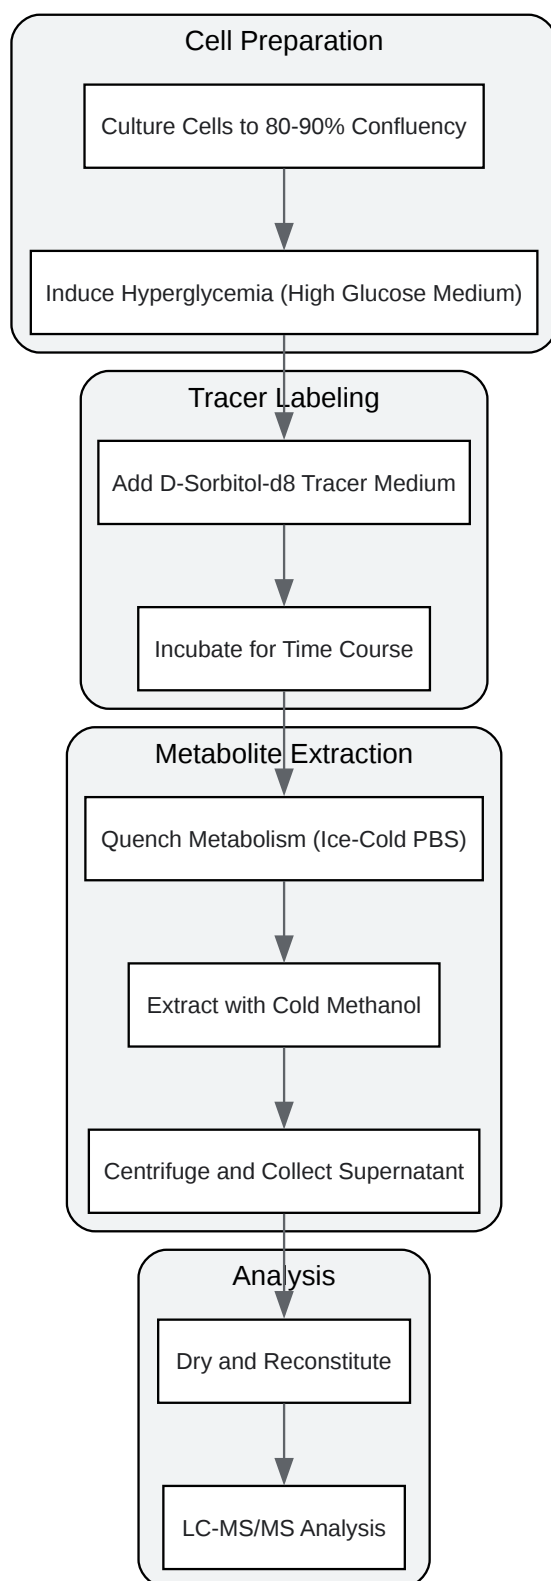 Cell Preparation
Culture Cells to 80-90% Confluency
Induce Hyperglycemia (High Glucose Medium)
Tracer Labeling
Add D-Sorbitol-d8 Tracer Medium
Incubate for Time Course
Metabolite Extraction
Quench Metabolism (Ice-Cold PBS)
Extract with Cold Methanol
Centrifuge and Collect Supernatant
Analysis
Dry and Reconstitute
LC-MS/MS Analysis